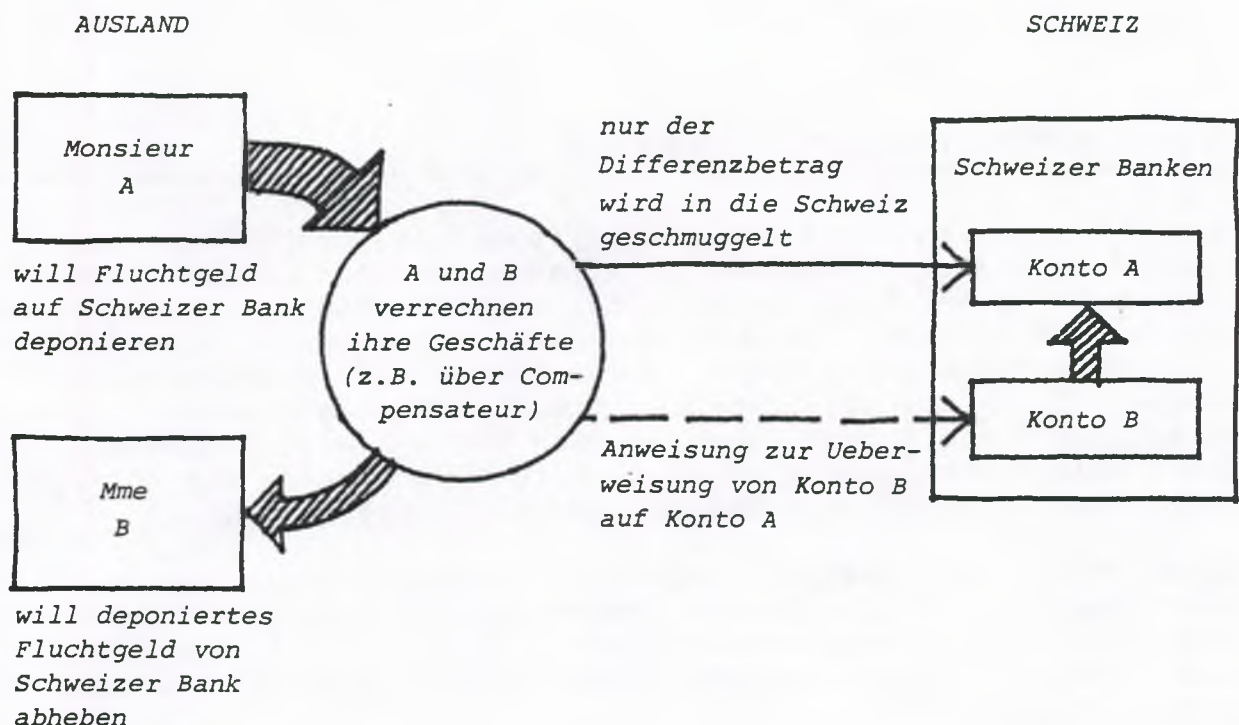 AUSLAND
SCHWEIZ
Monsieur
A
will Fluchtgeld
auf Schweizer Bank
deponieren
A und B
verrechnen
ihre Geschäfte
(z.B. über Com-
pensateur)
Mme
B
will deponiertes
Fluchtgeld von
Schweizer Bank
abheben
nur der
Differenzbetrag
wird in die Schweiz
geschmuggelt
Anweisung zur Ueber-
weisung von Konto B
auf Konto A
Schweizer Banken
Konto A
Konto B